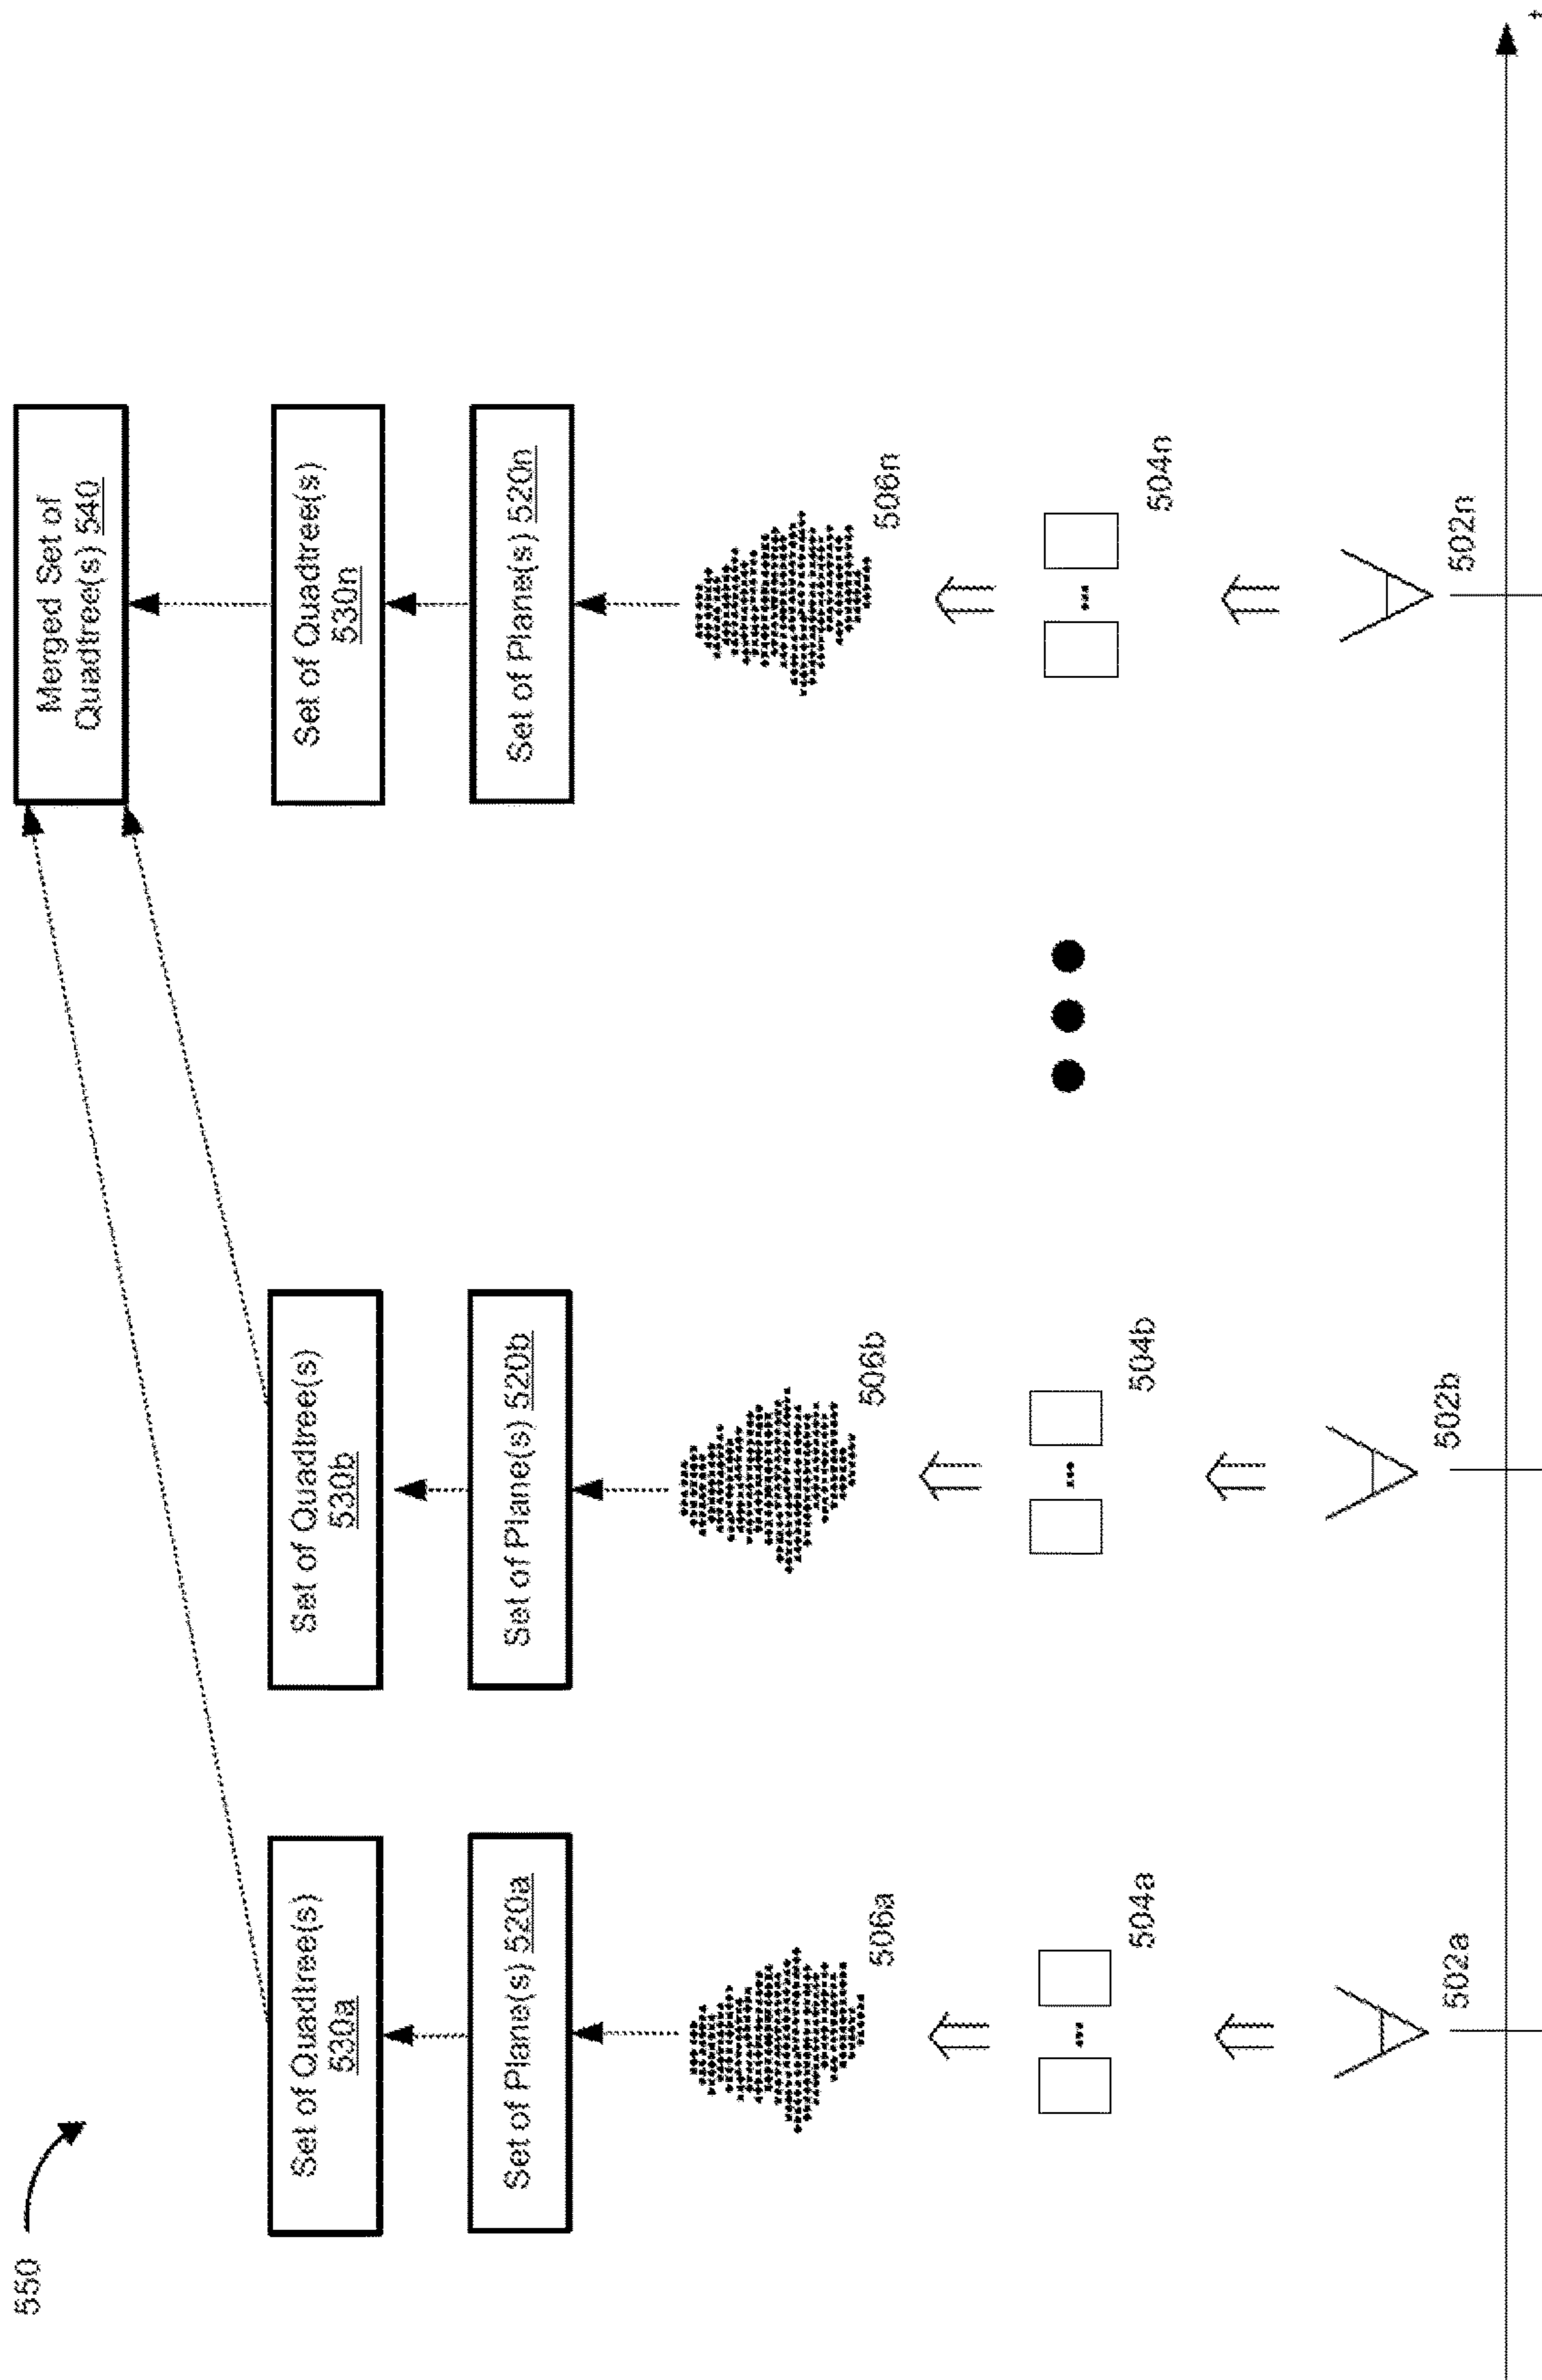 550
Merged Set of
Quadtree(s) 540
Set of Quadtree(s)
530a
Set of Quadtree(s)
530b
Set of Quadtree(s)
530n
Set of Plane(s) 520a
Set of Plane(s) 520b
Set of Plane(s) 520n
506a
506b
506n
504a
504b
504n
502a
502b
502n
t